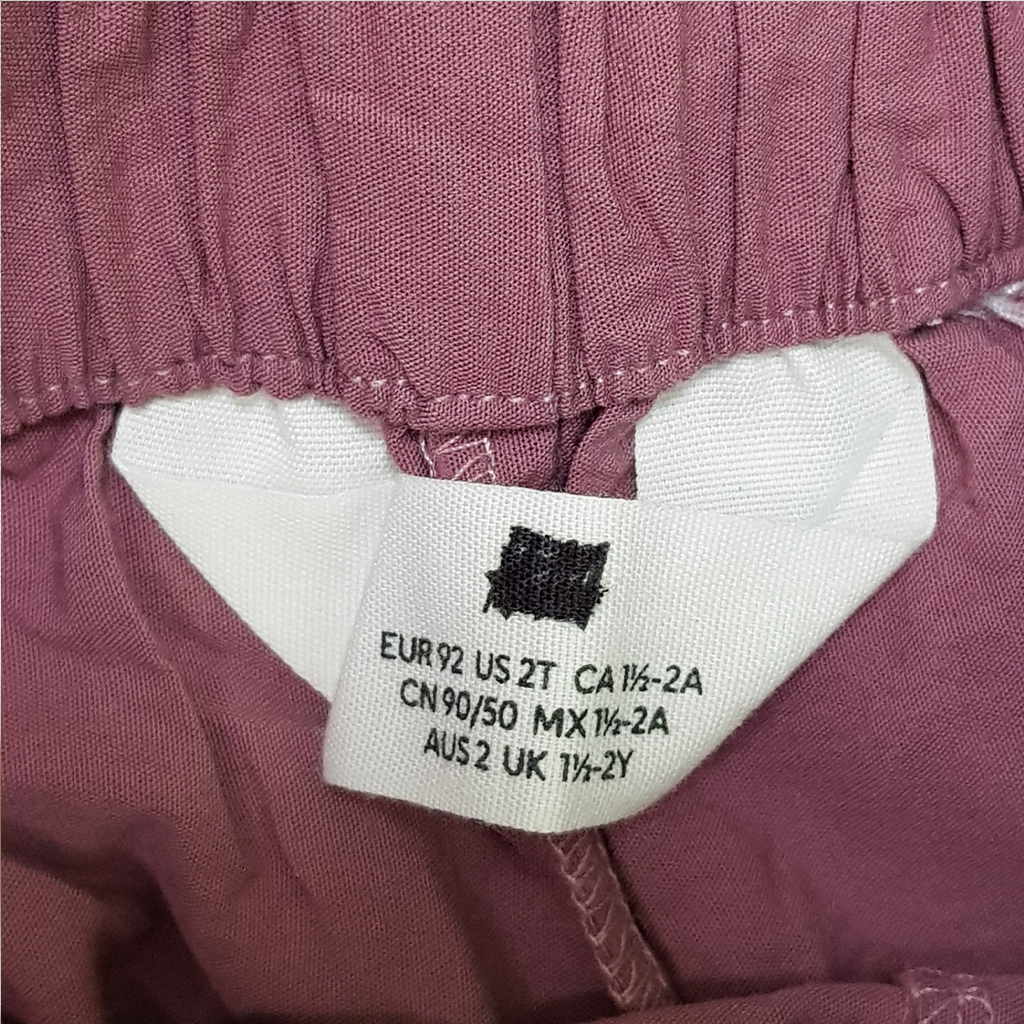 EUR 92 US 2T CA 1½-2A
CN 90/50 MX 1½-2A
AUS 2 UK 1½-2Y